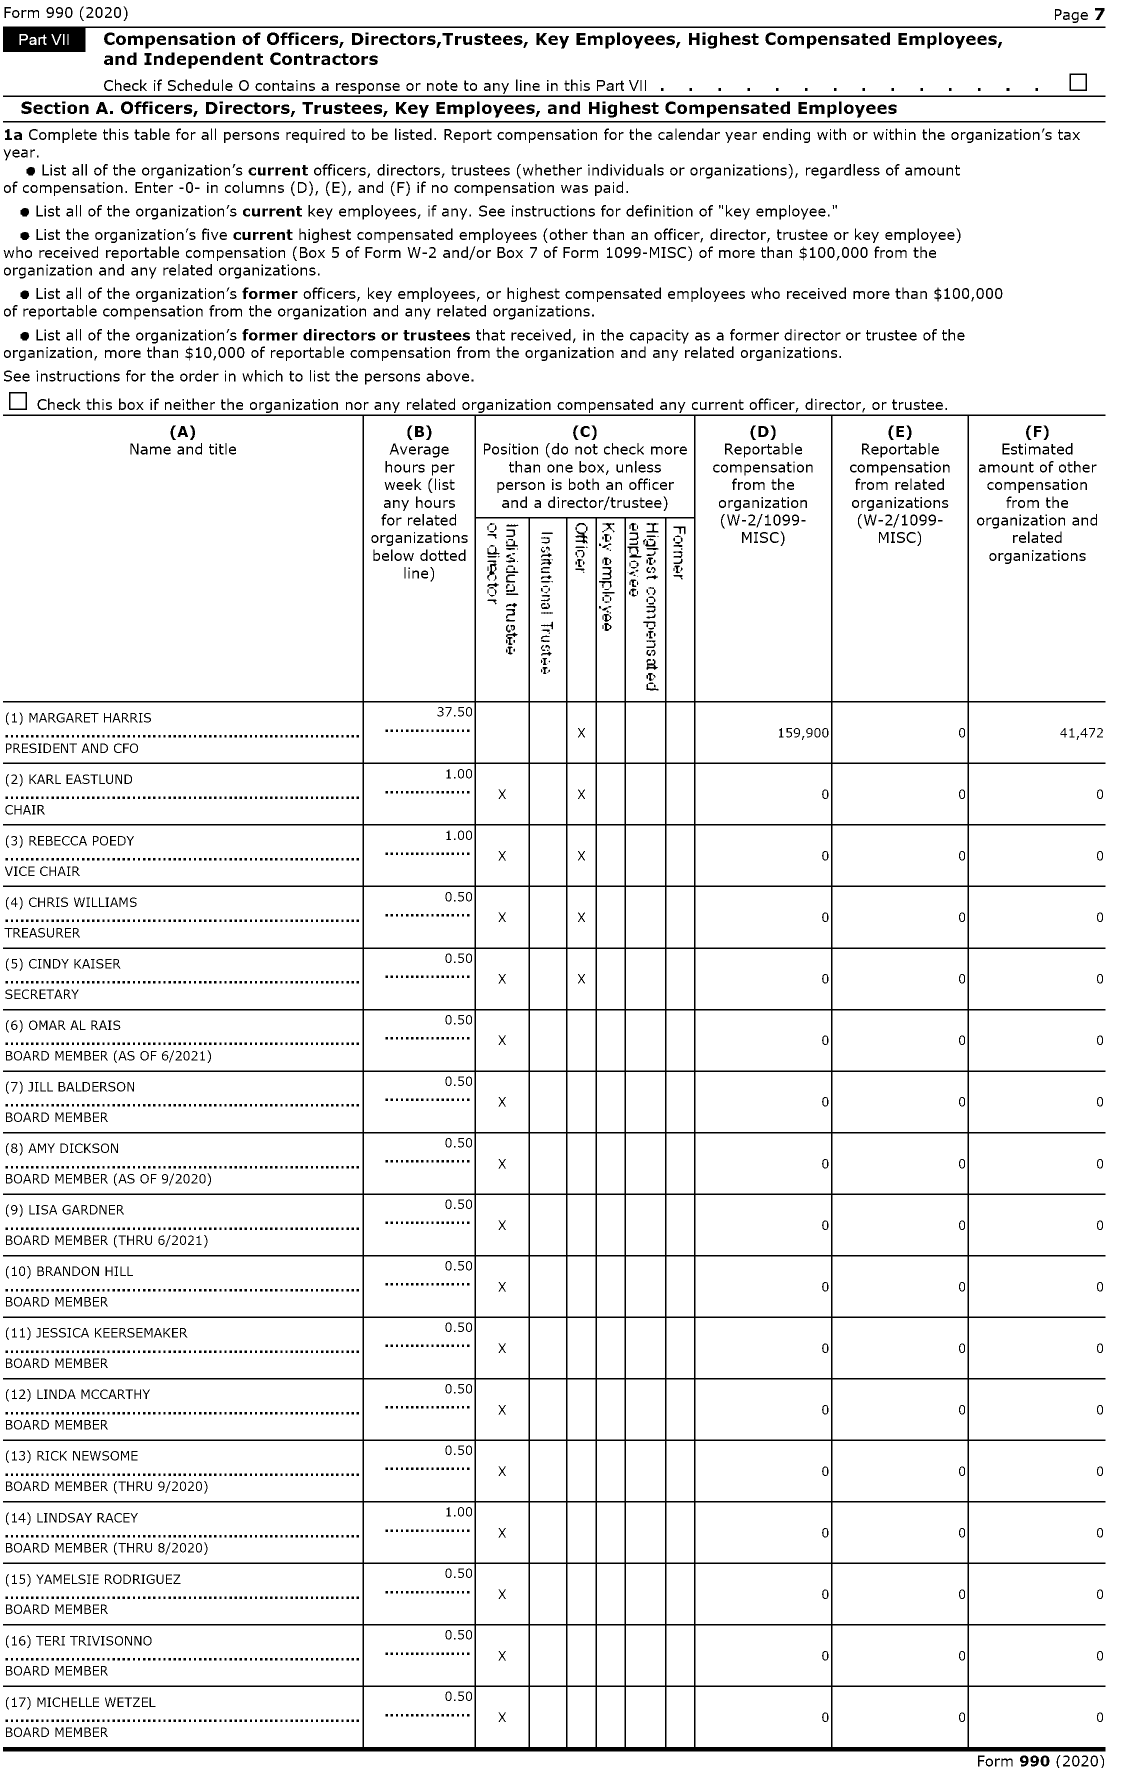 Form 990 (2020)
Page 7
Part VII
Compensation of Officers, Directors,Trustees, Key Employees, Highest Compensated Employees,
and Independent Contractors
Check if Schedule O contains a response or note to any line in this Part VII . . . . . . . . . . . . . .
Section A. Officers, Directors, Trustees, Key Employees, and Highest Compensated Employees
1a Complete this table for all persons required to be listed. Report compensation for the calendar year ending with or within the organization's tax
year.
● List all of the organization's current officers, directors, trustees (whether individuals or organizations), regardless of amount
of compensation. Enter -0- in columns (D), (E), and (F) if no compensation was paid.
● List all of the organization's current key employees, if any. See instructions for definition of "key employee."
● List the organization's five current highest compensated employees (other than an officer, director, trustee or key employee)
who received reportable compensation (Box 5 of Form W-2 and/or Box 7 of Form 1099-MISC) of more than $100,000 from the
organization and any related organizations.
● List all of the organization's former officers, key employees, or highest compensated employees who received more than $100,000
of reportable compensation from the organization and any related organizations.
● List all of the organization's former directors or trustees that received, in the capacity as a former director or trustee of the
organization, more than $10,000 of reportable compensation from the organization and any related organizations.
See instructions for the order in which to list the persons above.
Check this box if neither the organization nor any related organization compensated any current officer, director, or trustee.
(A)
Name and title
(B)
Average
hours per
week (list
any hours
for related
organizations
below dotted
line)
(C)
Position (do not check more
than one box, unless
person is both an officer
and a director/trustee)
Individual trustee
or director
Institutional Trustee
Officer
Key employee
Highest compensated
employee
Former
(D)
Reportable
compensation
from the
organization
(W-2/1099-
MISC)
(E)
Reportable
compensation
from related
organizations
(W-2/1099-
MISC)
(F)
Estimated
amount of other
compensation
from the
organization and
related
organizations
(1) MARGARET HARRIS 37.50
X 159,900 0 41,472
PRESIDENT AND CFO
(2) KARL EASTLUND 1.00
X X 0 0 0
CHAIR
(3) REBECCA POEDY 1.00
X X 0 0 0
VICE CHAIR
(4) CHRIS WILLIAMS 0.50
X X 0 0 0
TREASURER
(5) CINDY KAISER 0.50
X X 0 0 0
SECRETARY
(6) OMAR AL RAIS 0.50
X 0 0 0
BOARD MEMBER (AS OF 6/2021)
(7) JILL BALDERSON 0.50
X 0 0 0
BOARD MEMBER
(8) AMY DICKSON 0.50
X 0 0 0
BOARD MEMBER (AS OF 9/2020)
(9) LISA GARDNER 0.50
X 0 0 0
BOARD MEMBER (THRU 6/2021)
(10) BRANDON HILL 0.50
X 0 0 0
BOARD MEMBER
(11) JESSICA KEERSEMAKER 0.50
X 0 0 0
BOARD MEMBER
(12) LINDA MCCARTHY 0.50
X 0 0 0
BOARD MEMBER
(13) RICK NEWSOME 0.50
X 0 0 0
BOARD MEMBER (THRU 9/2020)
(14) LINDSAY RACEY 1.00
X 0 0 0
BOARD MEMBER (THRU 8/2020)
(15) YAMELSIE RODRIGUEZ 0.50
X 0 0 0
BOARD MEMBER
(16) TERI TRIVISONNO 0.50
X 0 0 0
BOARD MEMBER
(17) MICHELLE WETZEL 0.50
X 0 0 0
BOARD MEMBER
Form 990 (2020)